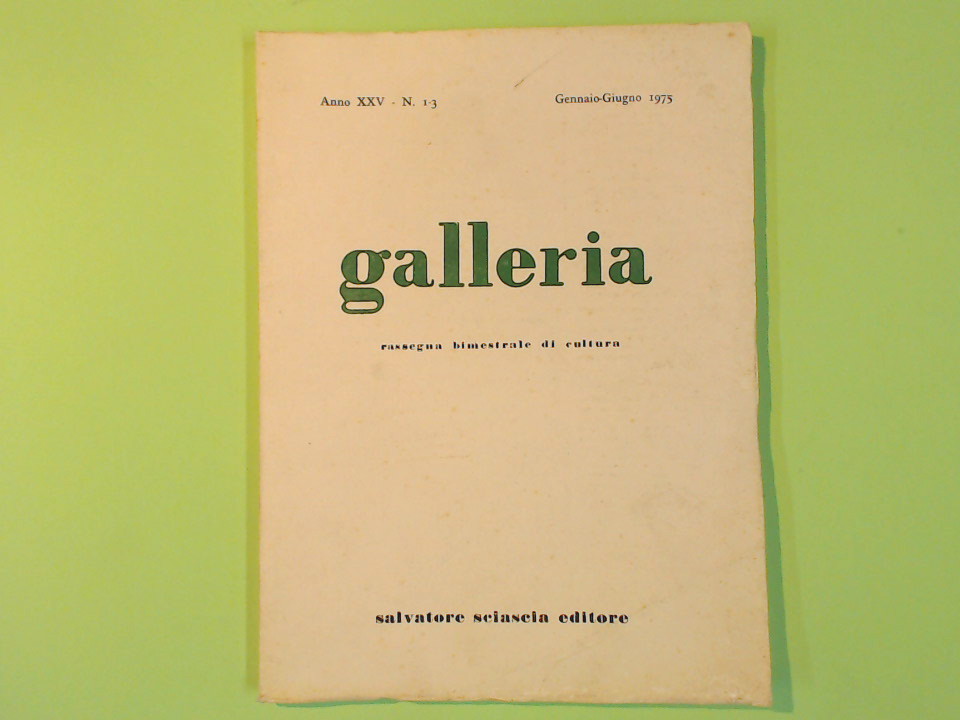 Anno XXV - N. 1-3
Gennaio-Giugno 1975
galleria
rassegna bimestrale di cultura
salvatore sciascia editore